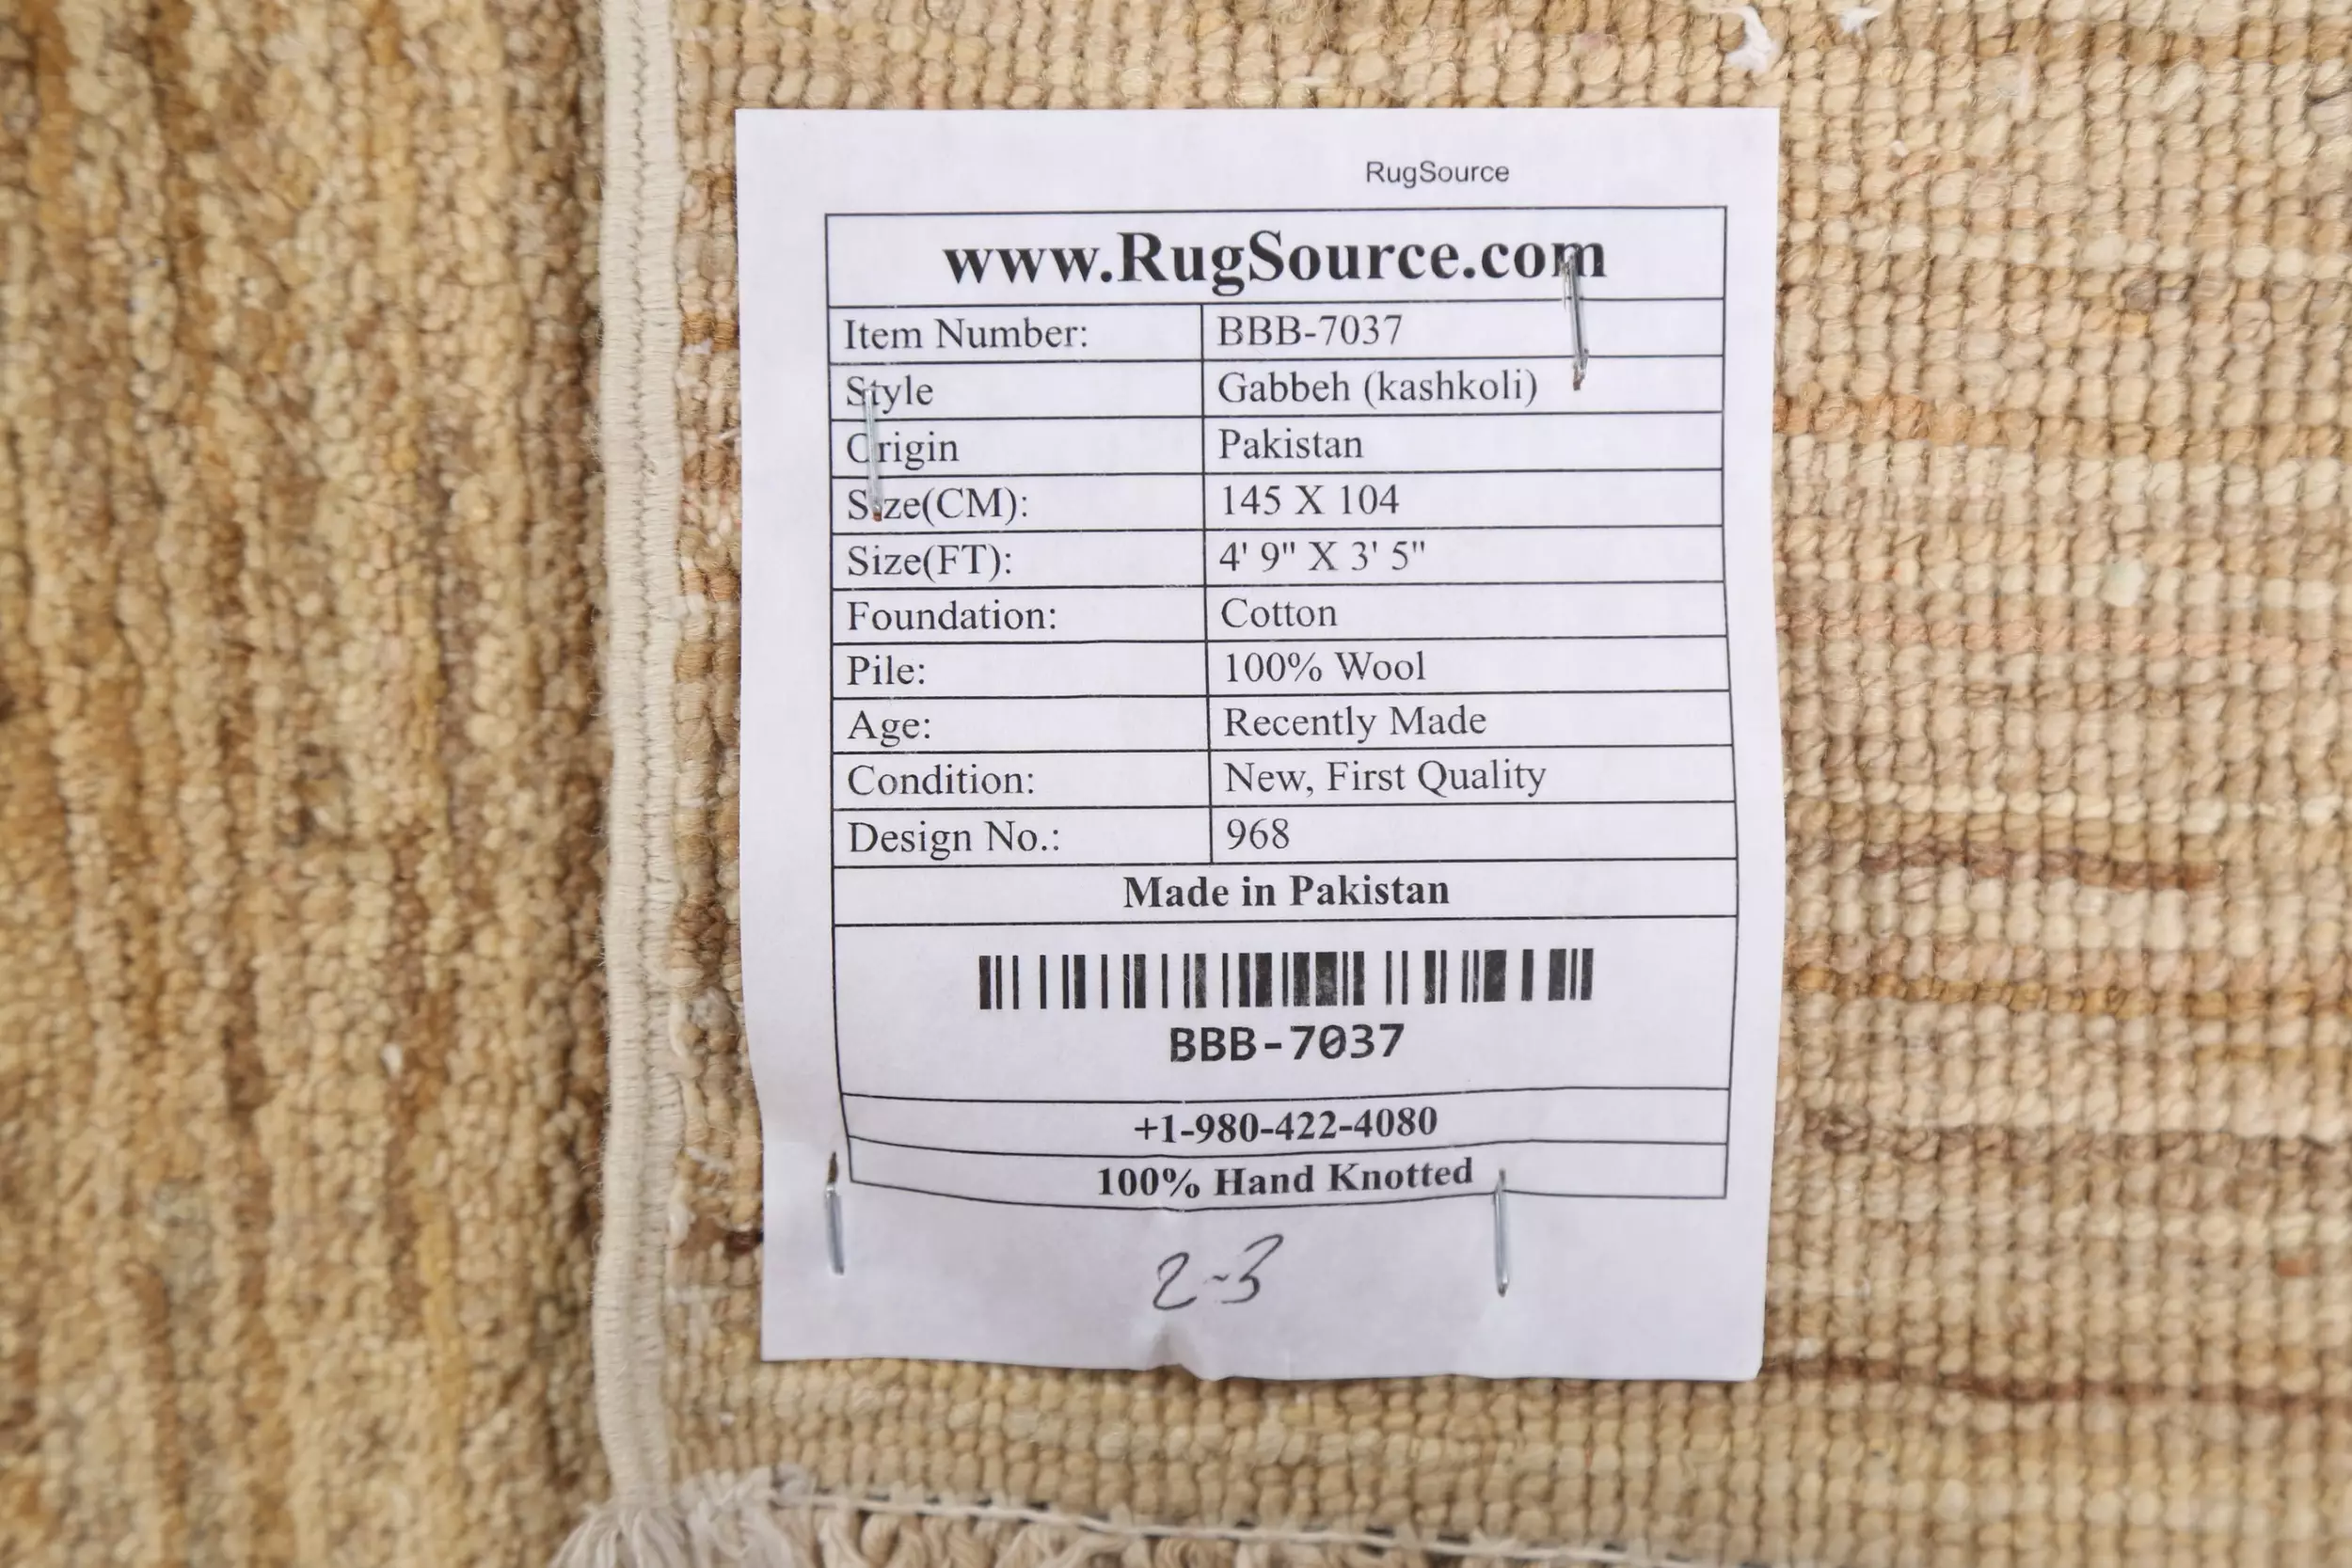 RugSource
www.RugSource.com
Item Number: BBB-7037
Style Gabbeh (kashkoli)
Origin Pakistan
Size(CM): 145 X 104
Size(FT): 4' 9" X 3' 5"
Foundation: Cotton
Pile: 100% Wool
Age: Recently Made
Condition: New, First Quality
Design No.: 968
Made in Pakistan
BBB-7037
+1-980-422-4080
100% Hand Knotted
2-3